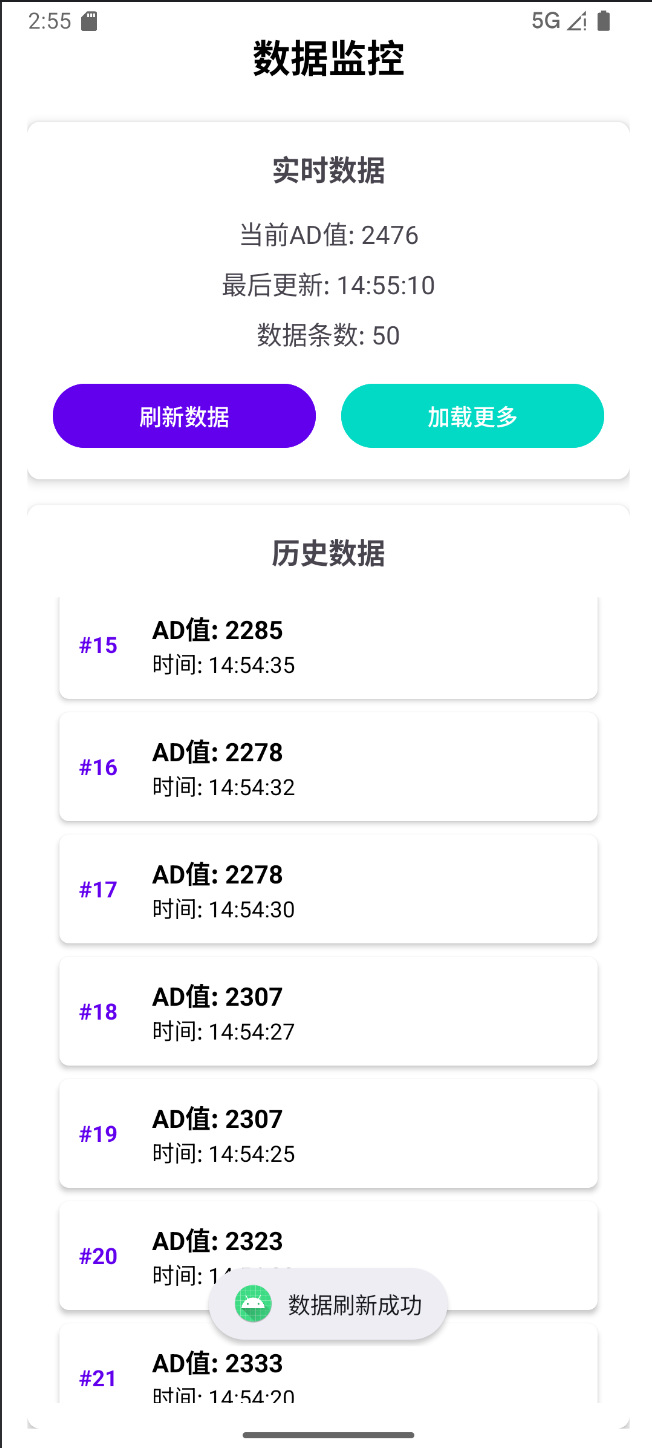 2:55
5G
数据监控
实时数据
当前AD值: 2476
最后更新: 14:55:10
数据条数: 50
刷新数据
加载更多
历史数据
#15
AD值: 2285
时间: 14:54:35
#16
AD值: 2278
时间: 14:54:32
#17
AD值: 2278
时间: 14:54:30
#18
AD值: 2307
时间: 14:54:27
#19
AD值: 2307
时间: 14:54:25
#20
AD值: 2323
时间:
数据刷新成功
#21
AD值: 2333
时间: 14:54:20